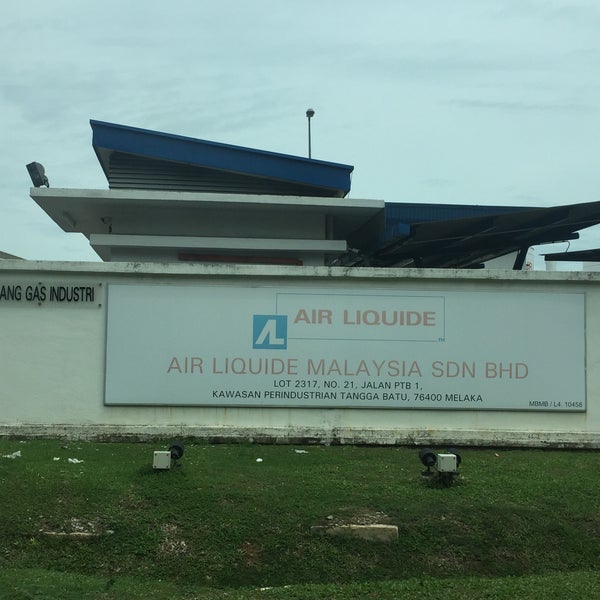 ANG GAS INDUSTRI
AIR LIQUIDE
AIR LIQUIDE MALAYSIA SDN BHD
LOT 2317, NO. 21, JALAN PTB 1,
KAWASAN PERINDUSTRIAN TANGGA BATU, 76400 MELAKA
MBMB / L4 10458